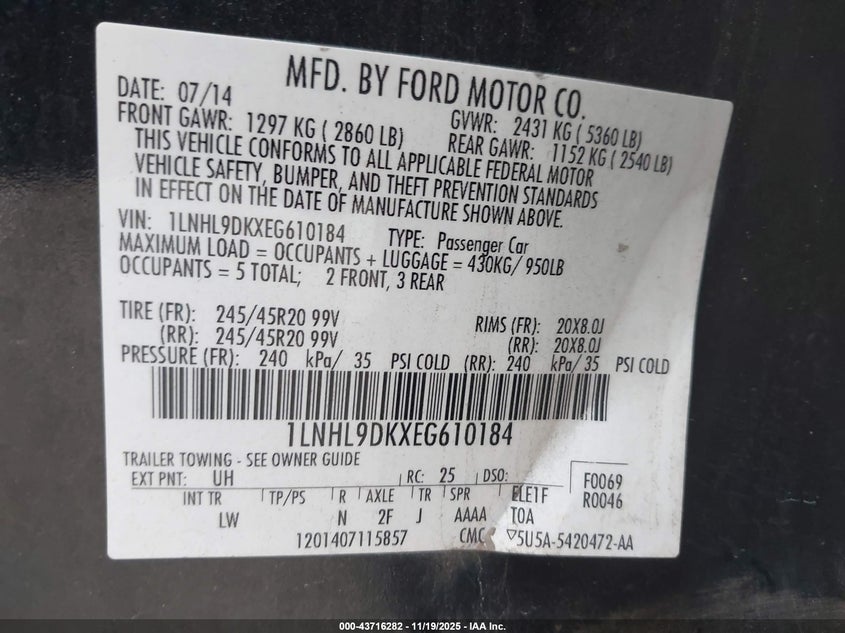 MFD. BY FORD MOTOR CO.
DATE: 07/14 GVWR: 2431 KG ( 5360 LB)
FRONT GAWR: 1297 KG ( 2860 LB) REAR GAWR: 1152 KG ( 2540 LB)
THIS VEHICLE CONFORMS TO ALL APPLICABLE FEDERAL MOTOR
VEHICLE SAFETY, BUMPER, AND THEFT PREVENTION STANDARDS
IN EFFECT ON THE DATE OF MANUFACTURE SHOWN ABOVE.
VIN: 1LNHL9DKXEG610184 TYPE: Passenger Car
MAXIMUM LOAD = OCCUPANTS + LUGGAGE = 430KG/ 950LB
OCCUPANTS = 5 TOTAL; 2 FRONT, 3 REAR
TIRE (FR): 245/45R20 99V RIMS (FR): 20X8.0J
(RR): 245/45R20 99V (RR): 20X8.0J
PRESSURE (FR): 240 kPa/ 35 PSI COLD (RR): 240 kPa/ 35 PSI COLD
1LNHL9DKXEG610184
TRAILER TOWING - SEE OWNER GUIDE
EXT PNT: UH RC: 25 DSO: F0069
INT TR TP/PS R AXLE TR SPR ELE1F R0046
LW N 2F J AAAA TOA
1201407115857 CMC ▽5U5A-5420472-AA
000-43716282 - 11/19/2025 - IAA Inc.